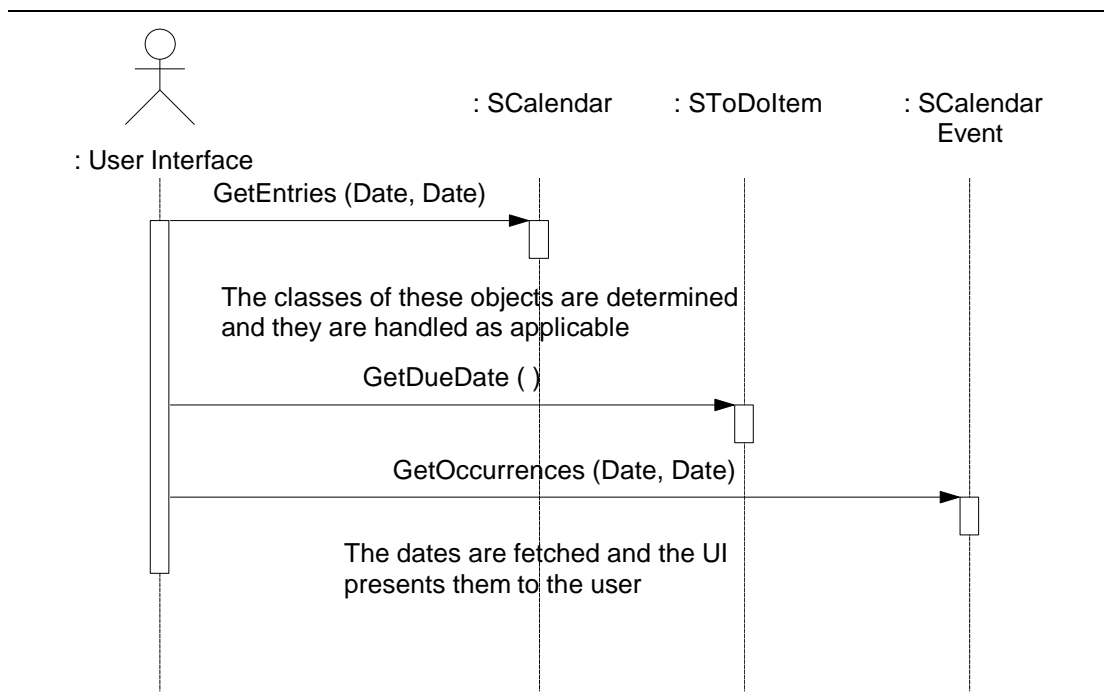 : SCalendar
: SToDoItem
: SCalendar
Event
: User Interface
GetEntries (Date, Date)
The classes of these objects are determined
and they are handled as applicable
GetDueDate ( )
GetOccurrences (Date, Date)
The dates are fetched and the UI
presents them to the user